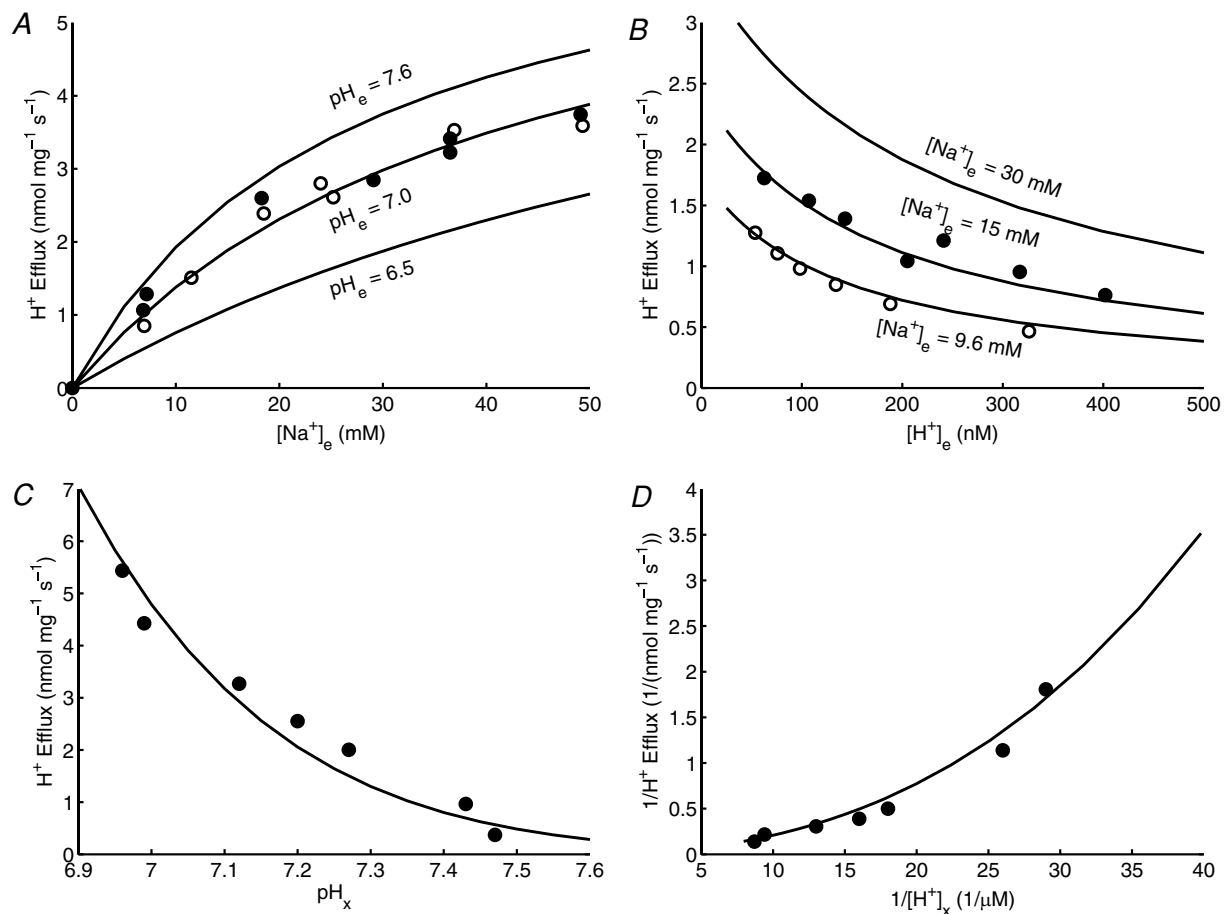 A
H⁺ Efflux (nmol mg⁻¹ s⁻¹)
5
4
3
2
1
0
pHₑ = 7.6
pHₑ = 7.0
pHₑ = 6.5
0 10 20 30 40 50
[Na⁺]ₑ (mM)
B
H⁺ Efflux (nmol mg⁻¹ s⁻¹)
3
2.5
2
1.5
1
0.5
0
[Na⁺]ₑ = 30 mM
[Na⁺]ₑ = 15 mM
[Na⁺]ₑ = 9.6 mM
0 100 200 300 400 500
[H⁺]ₑ (nM)
C
H⁺ Efflux (nmol mg⁻¹ s⁻¹)
7
6
5
4
3
2
1
0
6.9 7 7.1 7.2 7.3 7.4 7.5 7.6
pHₓ
D
1/H⁺ Efflux (1/(nmol mg⁻¹ s⁻¹))
4
3.5
3
2.5
2
1.5
1
0.5
0
5 10 15 20 25 30 35 40
1/[H⁺]ₓ (1/μM)